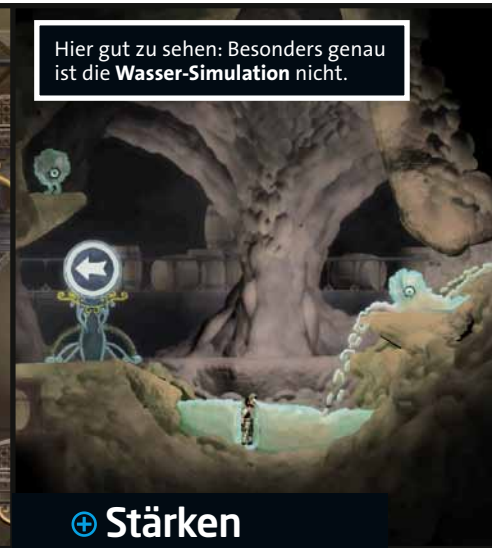 Hier gut zu sehen: Besonders genau
ist die Wasser-Simulation nicht.
Stärken